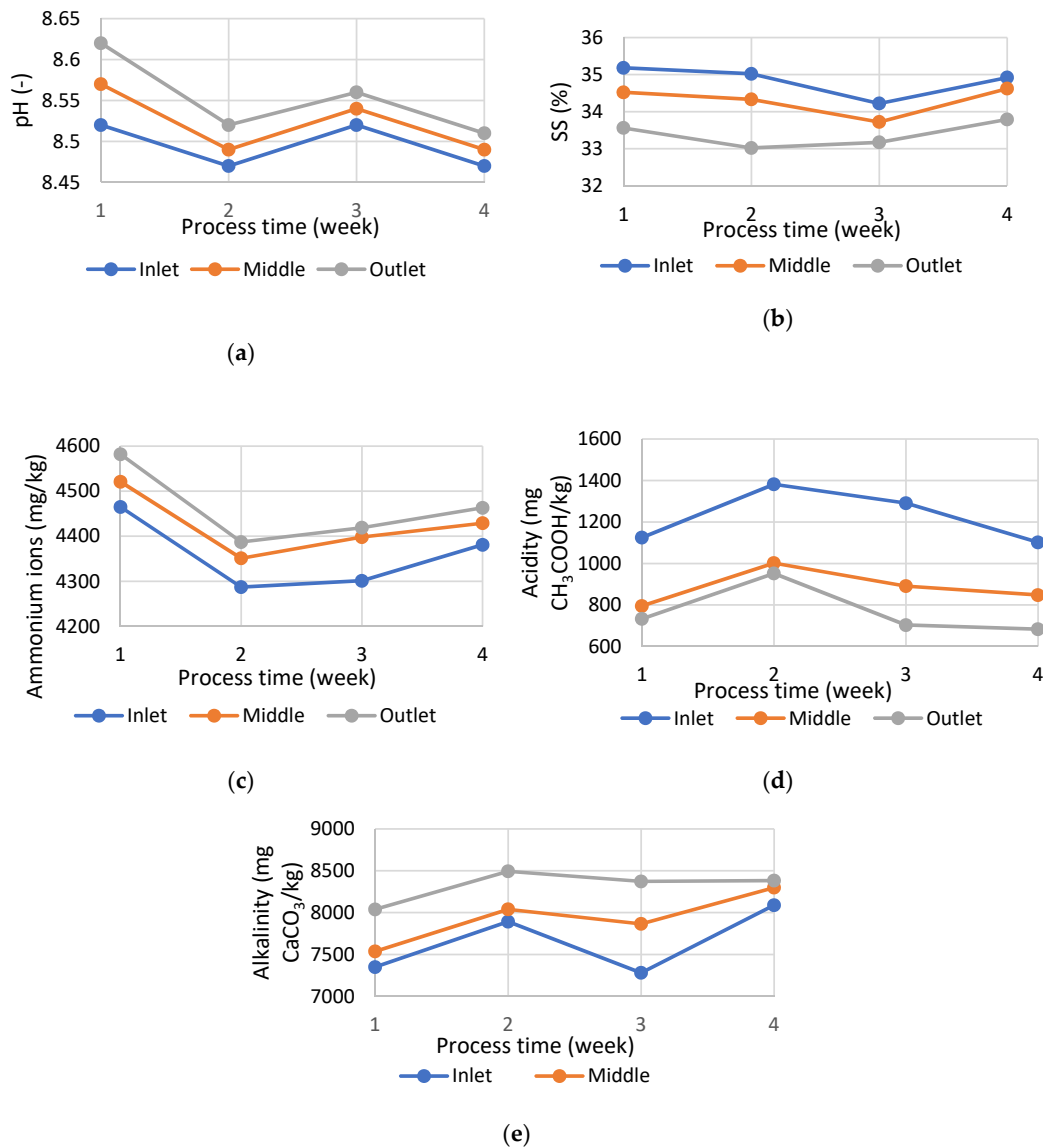 8.65
8.6
8.55
8.5
8.45
pH (-)
1 2 3 4
Process time (week)
Inlet Middle Outlet
(a)
36
35
34
33
32
SS (%)
1 2 3 4
Process time (week)
Inlet Middle Outlet
(b)
4600
4500
4400
4300
4200
Ammonium ions (mg/kg)
1 2 3 4
Process time (week)
Inlet Middle Outlet
(c)
1600
1400
1200
1000
800
600
Acidity (mg
CH₃COOH/kg)
1 2 3 4
Process time (week)
Inlet Middle Outlet
(d)
9000
8500
8000
7500
7000
Alkalinity (mg
CaCO₃/kg)
1 2 3 4
Process time (week)
Inlet Middle
(e)